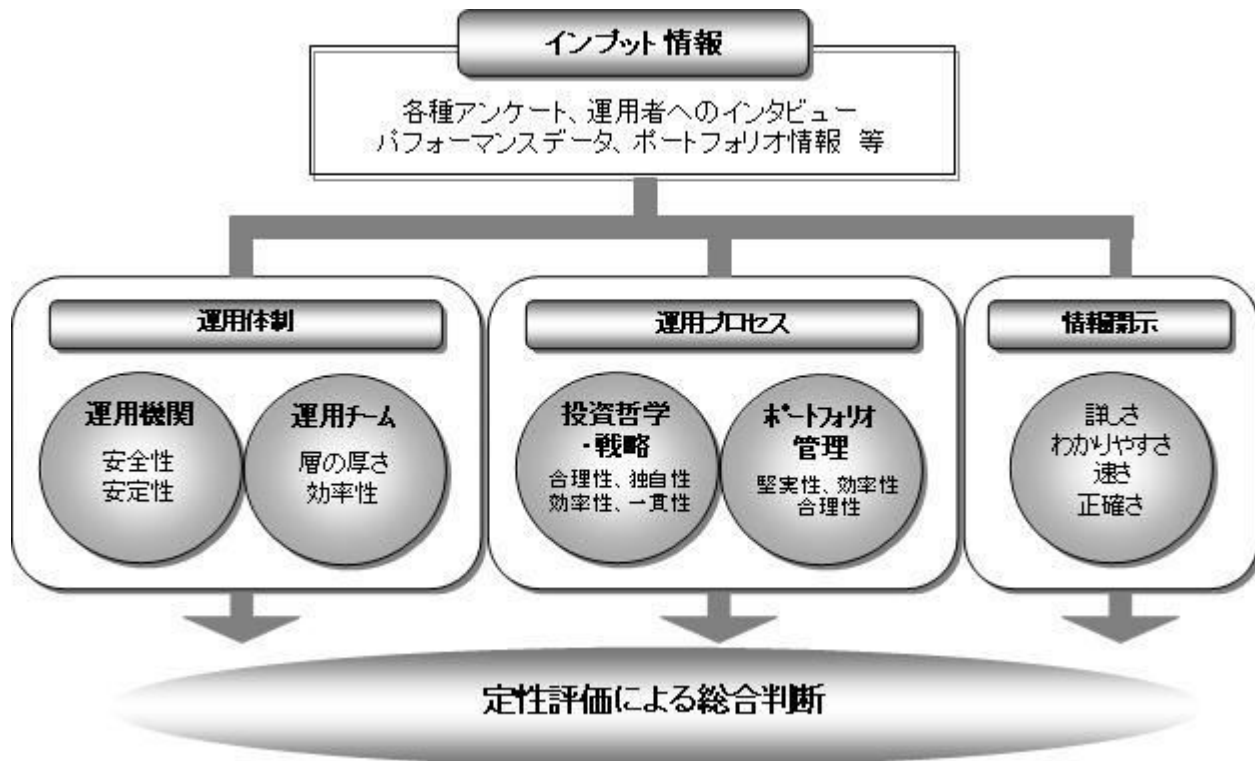 インプット情報
各種アンケート、運用者へのインタビュー
パフォーマンスデータ、ポートフォリオ情報 等
運用体制
運用機関
安全性
安定性
運用チーム
層の厚さ
効率性
運用プロセス
投資哲学
・戦略
合理性、独自性
効率性、一貫性
ポートフォリオ
管理
堅実性、効率性
合理性
情報開示
詳しさ
わかりやすさ
速さ
正確さ
定性評価による総合判断